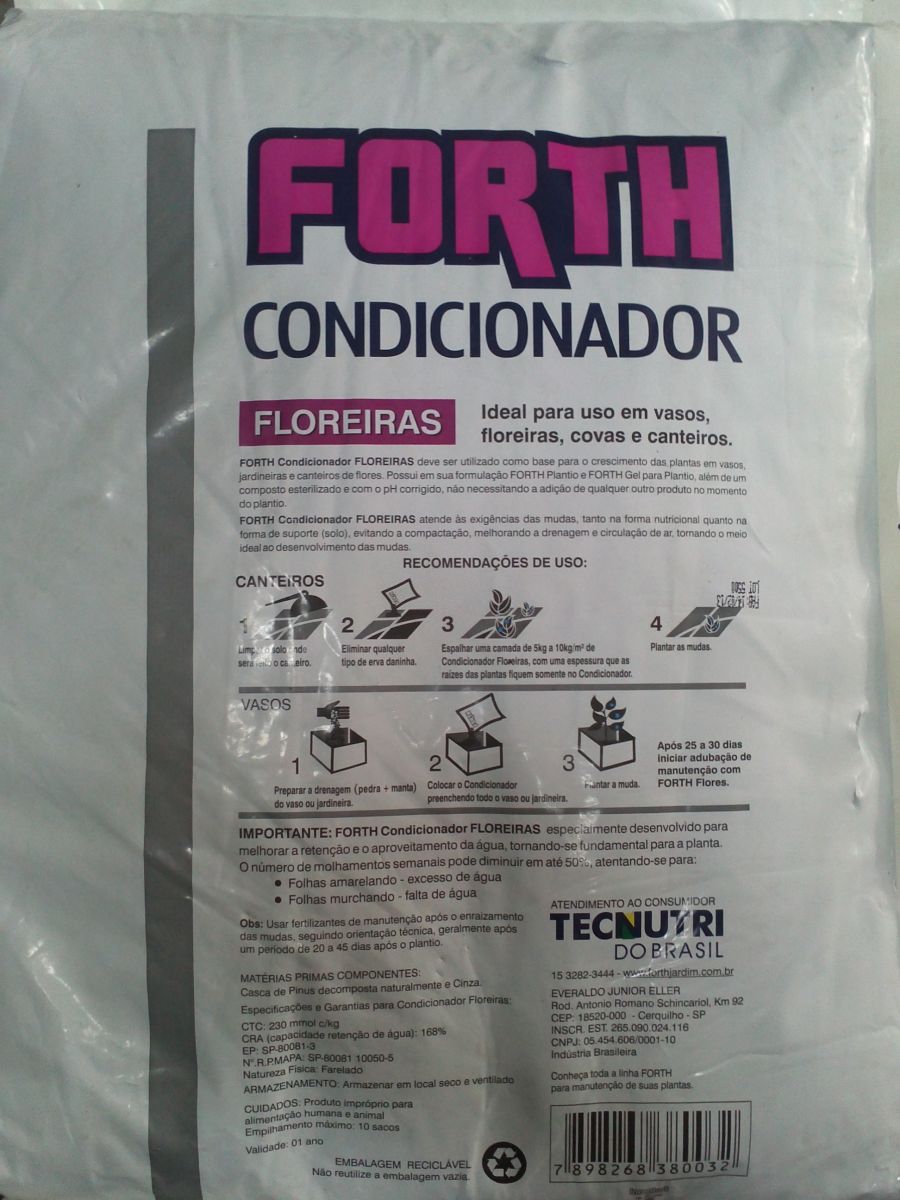 FORTH
CONDICIONADOR
FLOREIRAS
Ideal para uso em vasos,
floreiras, covas e canteiros.
FORTH Condicionador FLOREIRAS deve ser utilizado como base para o crescimento das plantas em vasos,
jardineiras e canteiros de flores. Possui em sua formulação FORTH Plantio e FORTH Gel para Plantio, além de um
composto esterilizado e com o pH corrigido, não necessitando a adição de qualquer outro produto no momento
do plantio.
FORTH Condicionador FLOREIRAS atende às exigências das mudas, tanto na forma nutricional quanto na
forma de suporte (solo), evitando a compactação, melhorando a drenagem e circulação de ar, tornando o meio
ideal ao desenvolvimento das mudas.
RECOMENDAÇÕES DE USO:
CANTEIROS
LOT 5500
FAB: 14/02/13
1
Limpar o solo onde
será feito o canteiro.
2
Eliminar qualquer
tipo de erva daninha.
3
Espalhar uma camada de 5kg a 10kg/m² de
Condicionador Floreiras, com uma espessura que as
raízes das plantas fiquem somente no Condicionador.
4
Plantar as mudas.
VASOS
1
Preparar a drenagem (pedra + manta)
do vaso ou jardineira.
2
Colocar o Condicionador
preenchendo todo o vaso ou jardineira.
3
Plantar a muda.
Após 25 a 30 dias
iniciar adubação de
manutenção com
FORTH Flores.
IMPORTANTE: FORTH Condicionador FLOREIRAS especialmente desenvolvido para
melhorar a retenção e o aproveitamento da água, tornando-se fundamental para a planta.
O número de molhamentos semanais pode diminuir em até 50%, atentando-se para:
• Folhas amarelando - excesso de água
• Folhas murchando - falta de água
Obs: Usar fertilizantes de manutenção após o enraizamento
das mudas, seguindo orientação técnica, geralmente após
um período de 20 a 45 dias após o plantio.
MATÉRIAS PRIMAS COMPONENTES:
Casca de Pinus decomposta naturalmente e Cinza.
Especificações e Garantias para Condicionador Floreiras:
CTC: 230 mmol c/kg
CRA (capacidade retenção de água): 168%
EP: SP-80081-3
Nº.R.P.MAPA: SP-80081 10050-5
Natureza Física: Farelado
ARMAZENAMENTO: Armazenar em local seco e ventilado
CUIDADOS: Produto impróprio para
alimentação humana e animal
Empilhamento máximo: 10 sacos
Validade: 01 ano
EMBALAGEM RECICLÁVEL
Não reutilize a embalagem vazia.
ATENDIMENTO AO CONSUMIDOR
TECNUTRI
DO BRASIL
15 3282-3444 - www.forthjardim.com.br
EVERALDO JUNIOR ELLER
Rod. Antonio Romano Schincariol, Km 92
CEP: 18520-000 - Cerquilho - SP
INSCR. EST. 265.090.024.116
CNPJ: 05.454.606/0001-10
Indústria Brasileira
Conheça toda a linha FORTH
para manutenção de suas plantas.
7 898268 380032